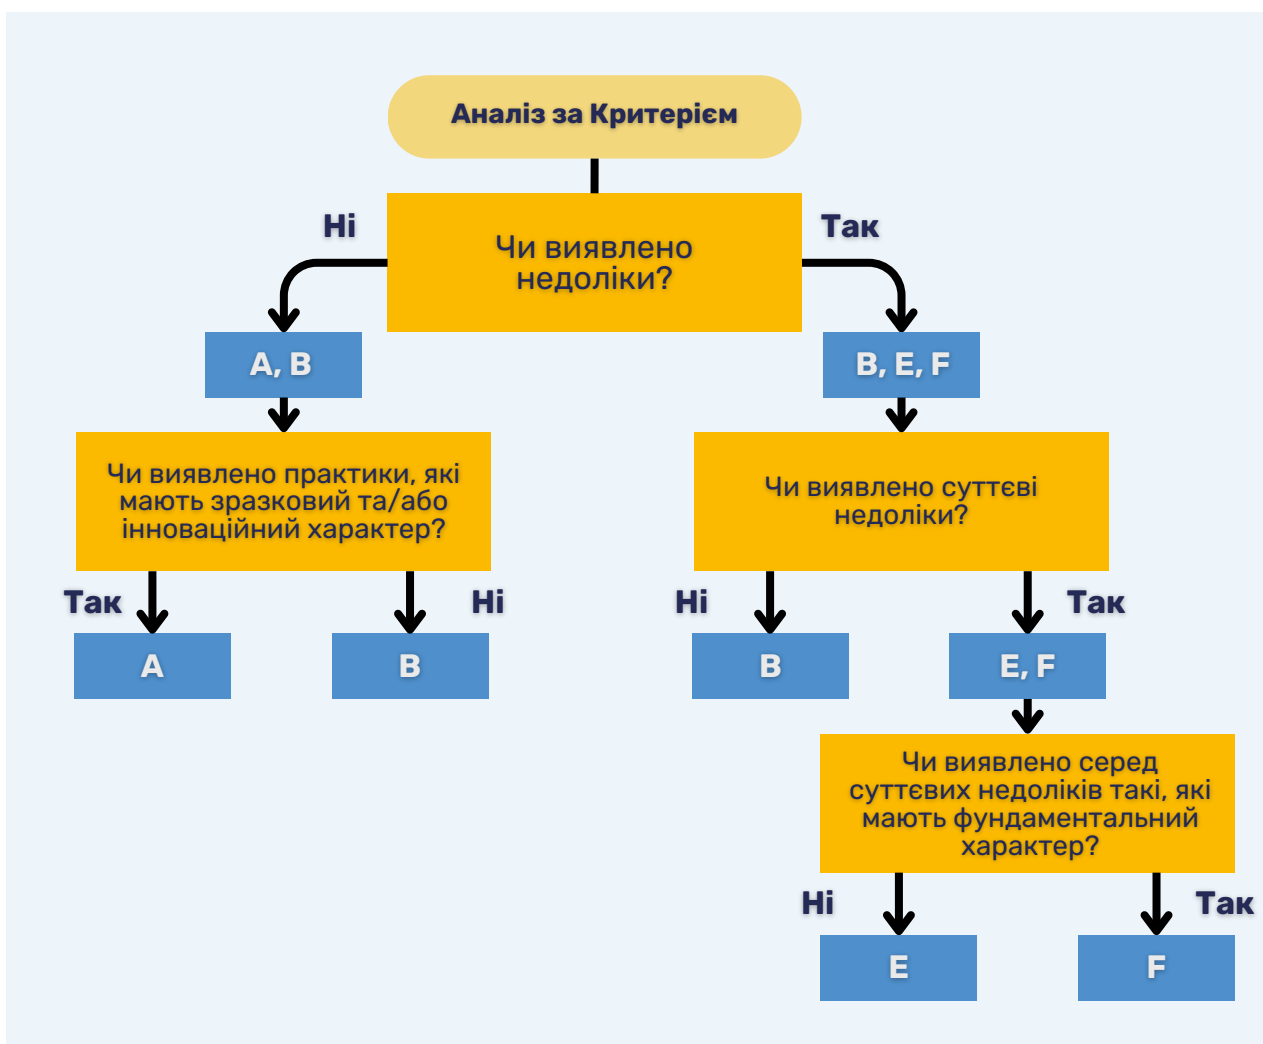 Аналіз за Критерієм
Ні
Так
Чи виявлено
недоліки?
A, B
B, E, F
Чи виявлено практики, які
мають зразковий та/або
інноваційний характер?
Чи виявлено суттєві
недоліки?
Так
Ні
Ні
Так
A
B
B
E, F
Чи виявлено серед
суттєвих недоліків такі, які
мають фундаментальний
характер?
Ні
Так
E
F